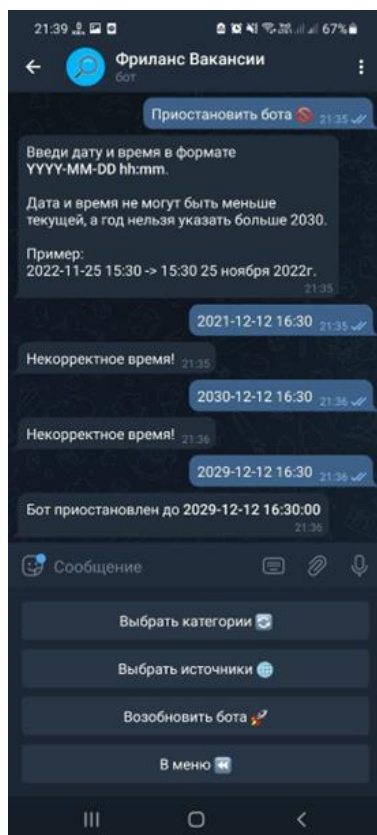 21:39
67%
Фриланс Вакансии
бот
Приостановить бота
21:35
Введи дату и время в формате
YYYY-MM-DD hh:mm.
Дата и время не могут быть меньше
текущей, а год нельзя указать больше 2030.
Пример:
2022-11-25 15:30 -> 15:30 25 ноября 2022г.
21:35
2021-12-12 16:30 21:35
Некорректное время! 21:35
2030-12-12 16:30 21:36
Некорректное время! 21:36
2029-12-12 16:30 21:36
Бот приостановлен до 2029-12-12 16:30:00
21:36
Сообщение
Выбрать категории
Выбрать источники
Возобновить бота
В меню